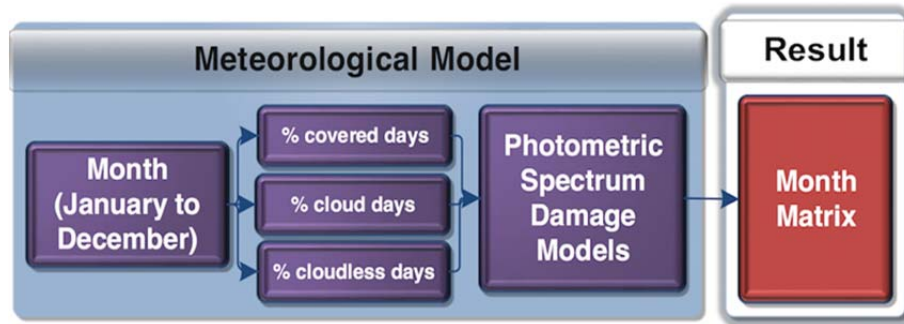 Meteorological Model
Result
Month
(January to
December)
% covered days
% cloud days
% cloudless days
Photometric
Spectrum
Damage
Models
Month
Matrix